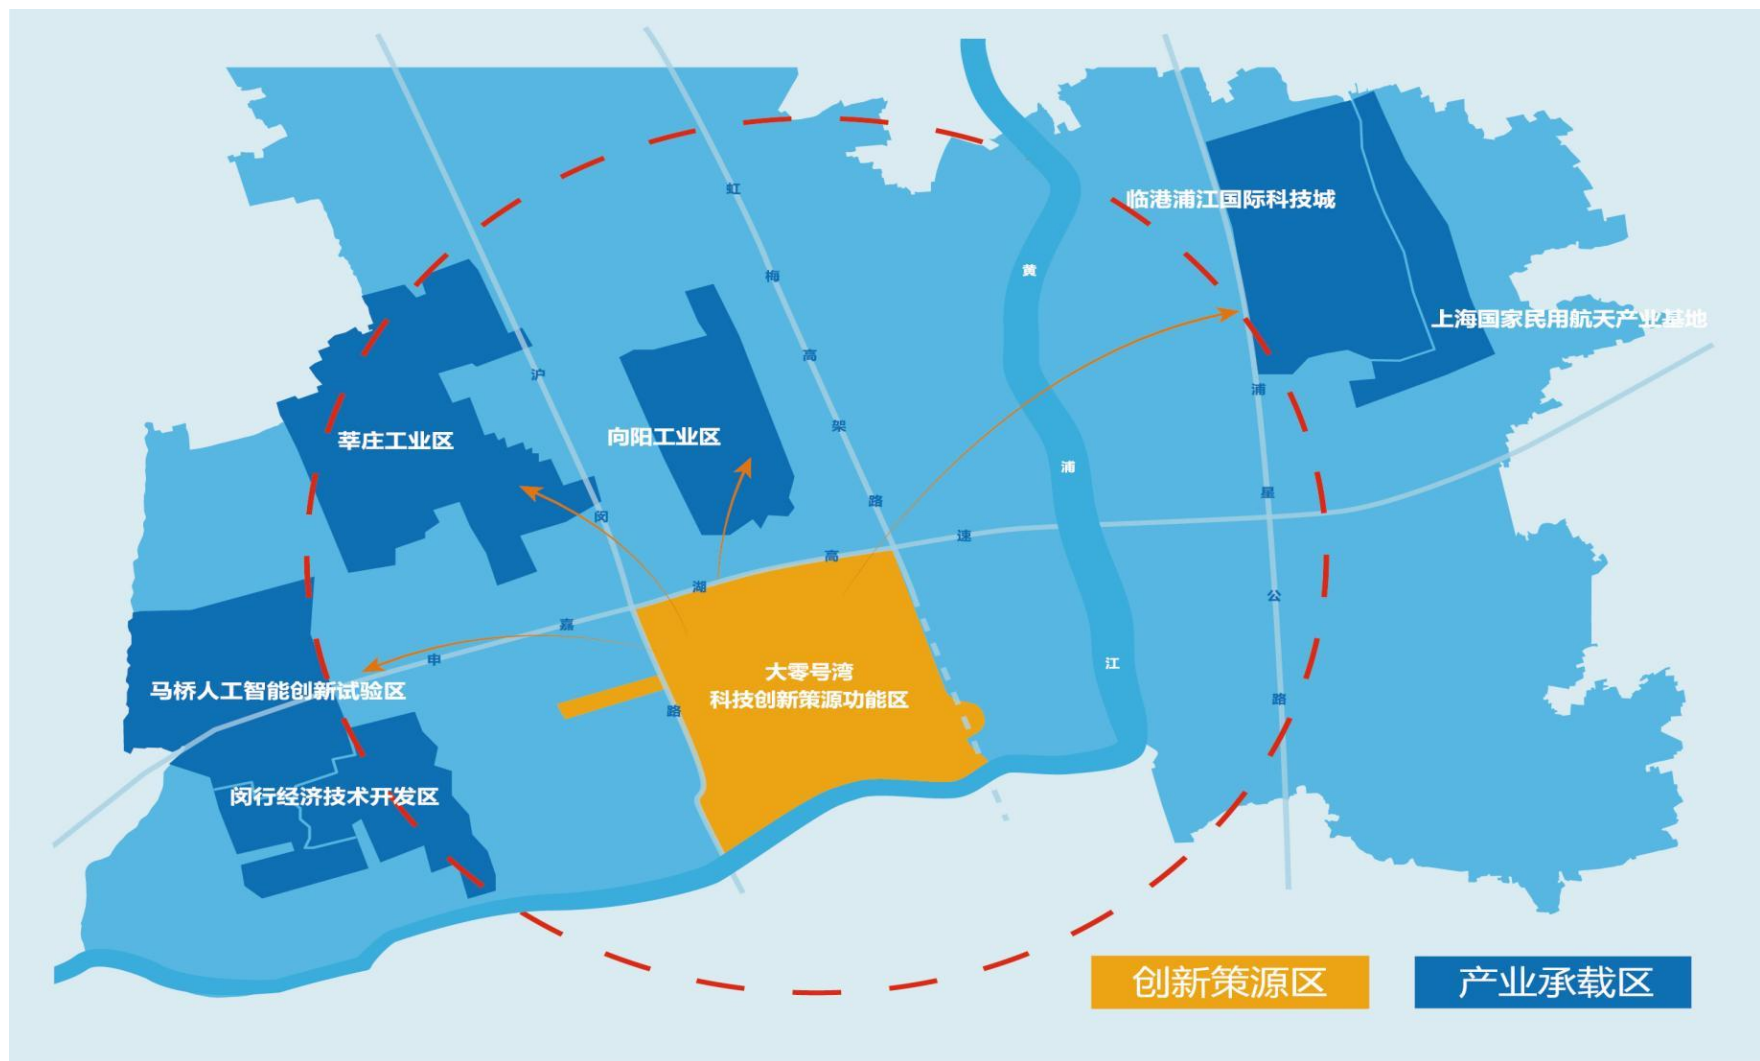 临港浦江国际科技城
上海国家民用航天产业基地
莘庄工业区
向阳工业区
马桥人工智能创新试验区
闵行经济技术开发区
大零号湾
科技创新策源功能区
虹梅高架路
沪闵路
申嘉湖高速
黄浦江
浦星公路
创新策源区
产业承载区